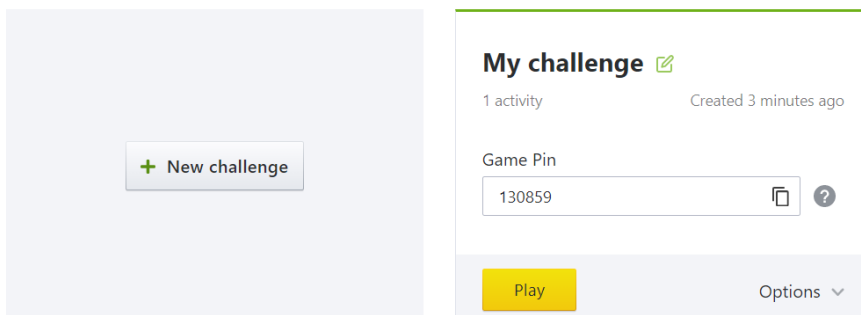 New challenge
My challenge
1 activity
Created 3 minutes ago
Game Pin
130859
?
Play
Options